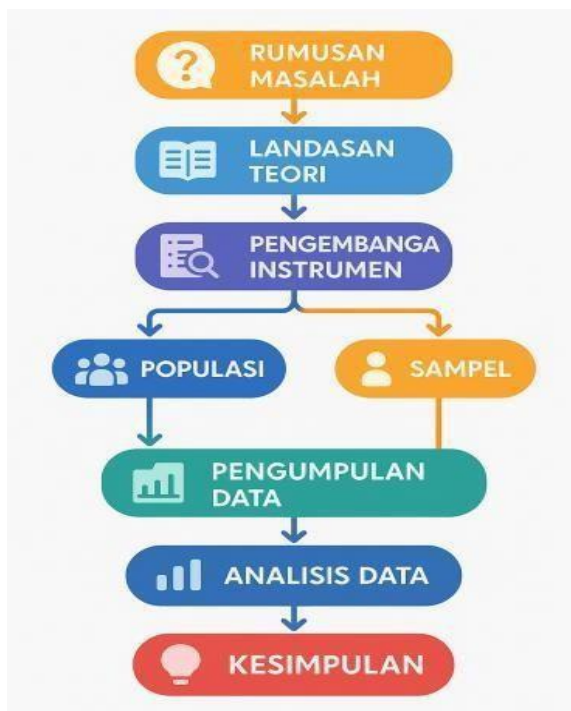 ?
RUMUSAN
MASALAH
LANDASAN
TEORI
PENGEMBANGA
INSTRUMEN
POPULASI
SAMPEL
PENGUMPULAN
DATA
ANALISIS DATA
KESIMPULAN